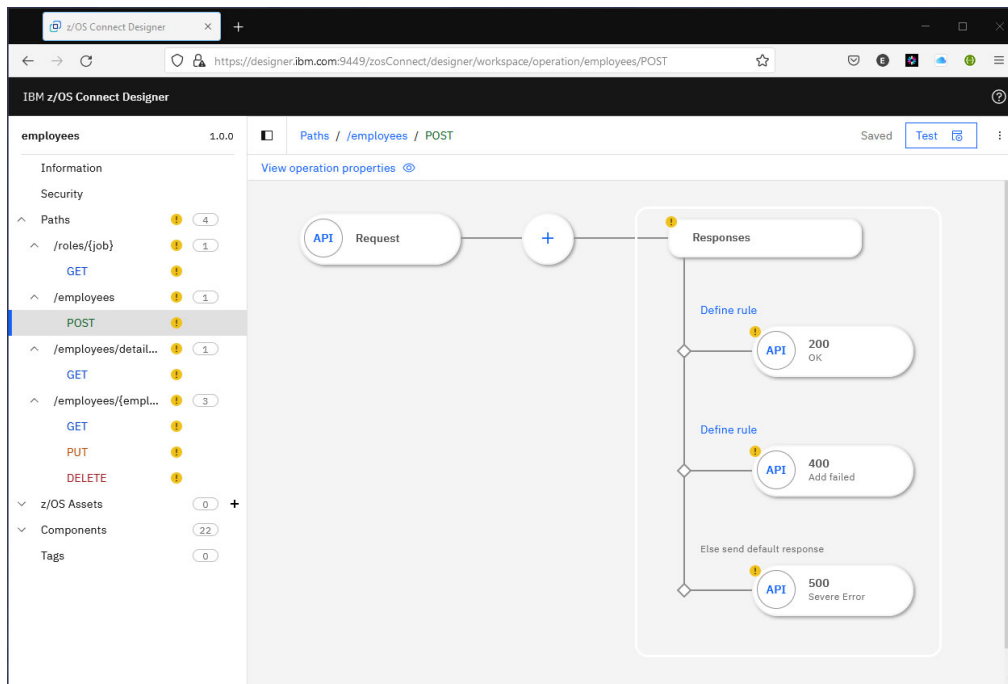 z/OS Connect Designer
https://designer.ibm.com:9449/zosConnect/designer/workspace/operation/employees/POST
E
IBM z/OS Connect Designer
employees 1.0.0
Paths / /employees / POST
Saved
Test
Information
View operation properties
Security
Paths 4
/roles/{job} 1
GET
/employees 1
POST
/employees/detail... 1
GET
/employees/{empl... 3
GET
PUT
DELETE
z/OS Assets 0 +
Components 22
Tags 0
API Request
+
Responses
Define rule
API 200
OK
Define rule
API 400
Add failed
Else send default response
API 500
Severe Error